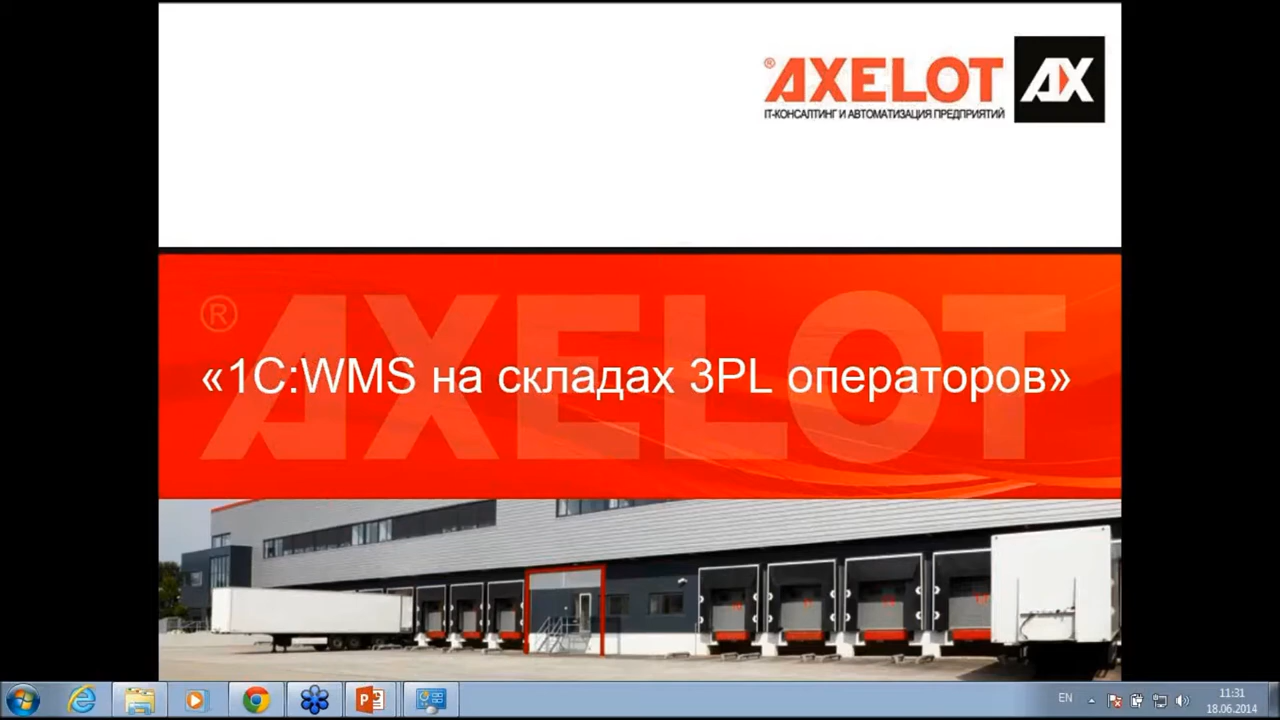 ® AXELOT AX
IT-КОНСАЛТИНГ И АВТОМАТИЗАЦИЯ ПРЕДПРИЯТИЙ
® AXELOT
«1С:WMS на складах 3PL операторов»
EN
11:31
18.06.2014